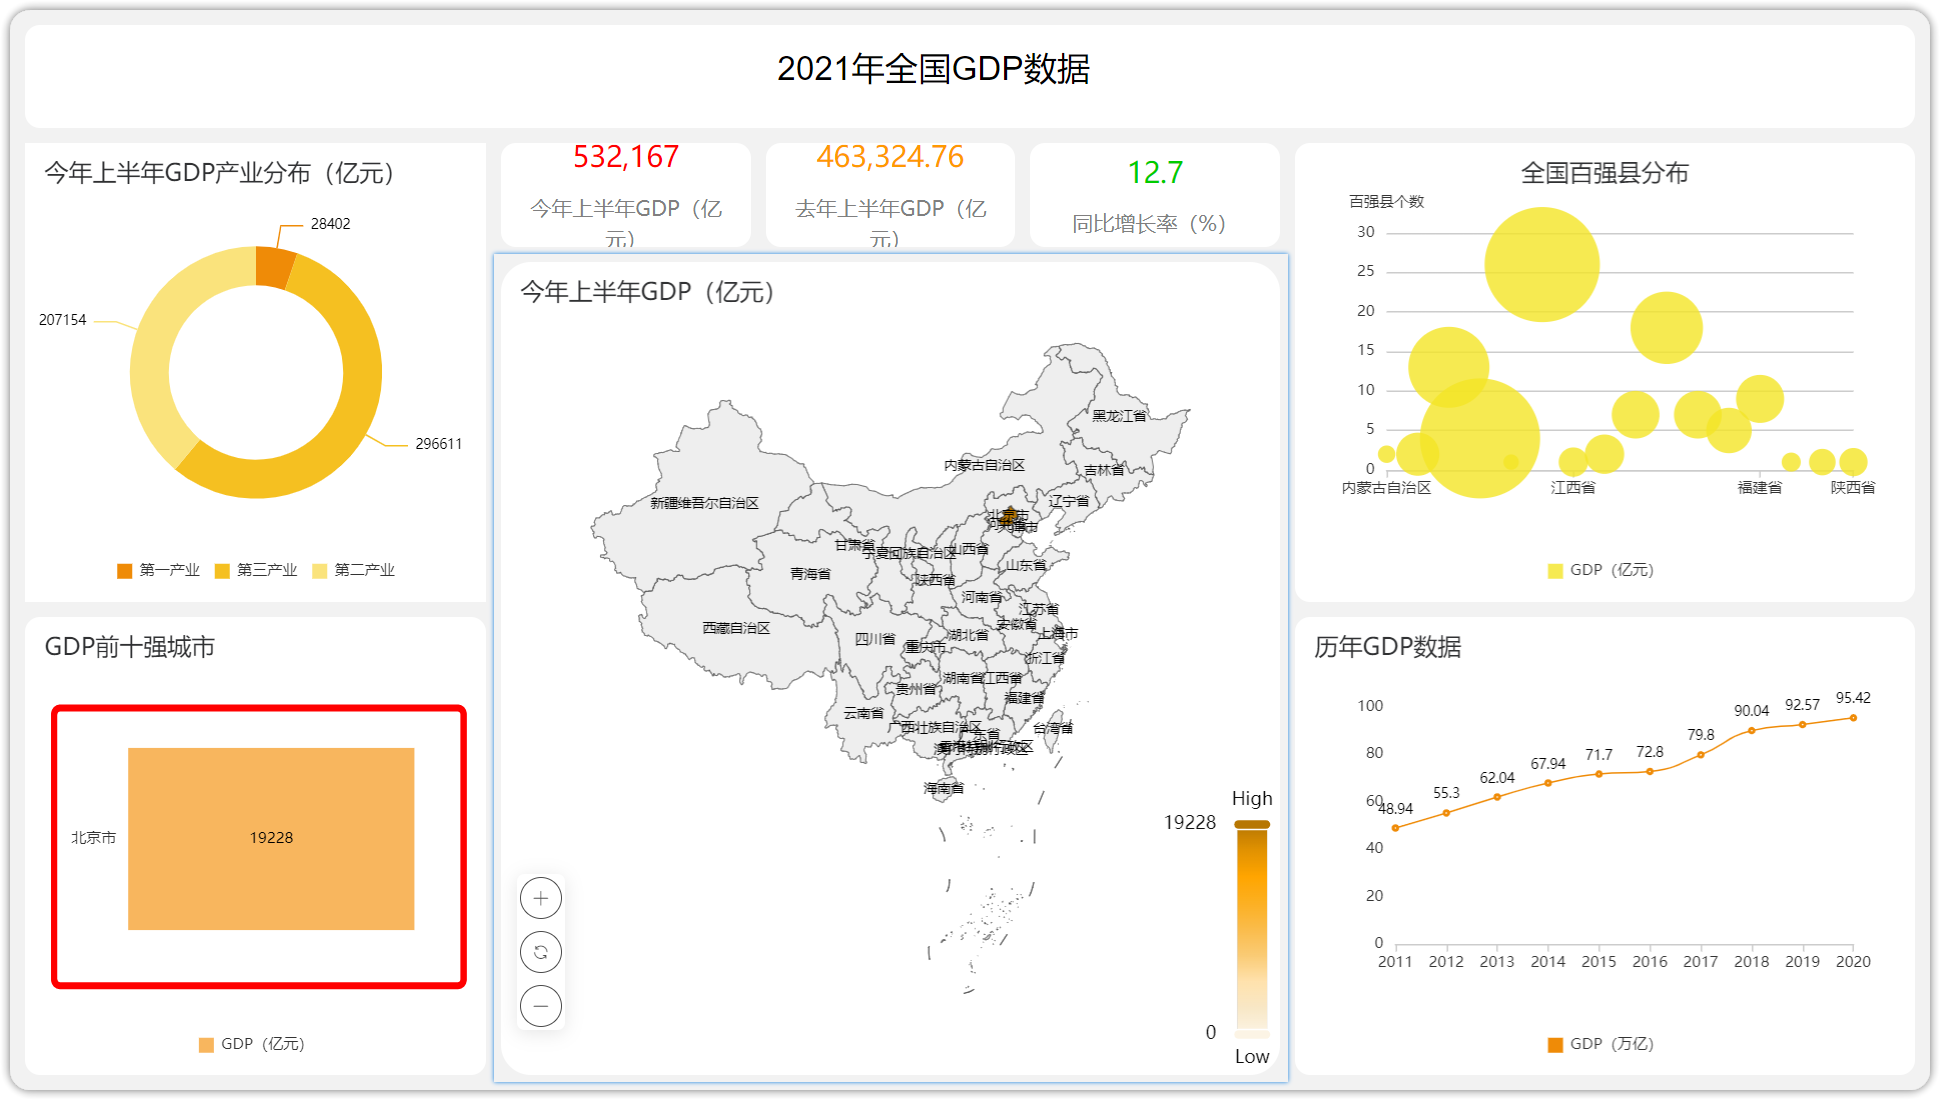 2021年全国GDP数据
今年上半年GDP产业分布（亿元）
28402
207154
296611
第一产业
第三产业
第二产业
532,167
今年上半年GDP（亿
元）
463,324.76
去年上半年GDP（亿
元）
12.7
同比增长率（%）
全国百强县分布
百强县个数
30
25
20
15
10
5
0
内蒙古自治区
江西省
福建省
陕西省
GDP（亿元）
GDP前十强城市
北京市
19228
GDP（亿元）
今年上半年GDP（亿元）
黑龙江省
内蒙古自治区
吉林省
新疆维吾尔自治区
辽宁省
北京市
甘肃省
宁夏回族自治区
山西省
山东省
青海省
陕西省
河南省
江苏省
西藏自治区
安徽省
四川省
湖北省
上海市
重庆市
浙江省
湖南省
江西省
贵州省
福建省
云南省
广西壮族自治区
台湾省
海南省
High
19228
0
Low
历年GDP数据
100
80
60
40
20
0
48.94
55.3
62.04
67.94
71.7
72.8
79.8
90.04
92.57
95.42
2011
2012
2013
2014
2015
2016
2017
2018
2019
2020
GDP（万亿）